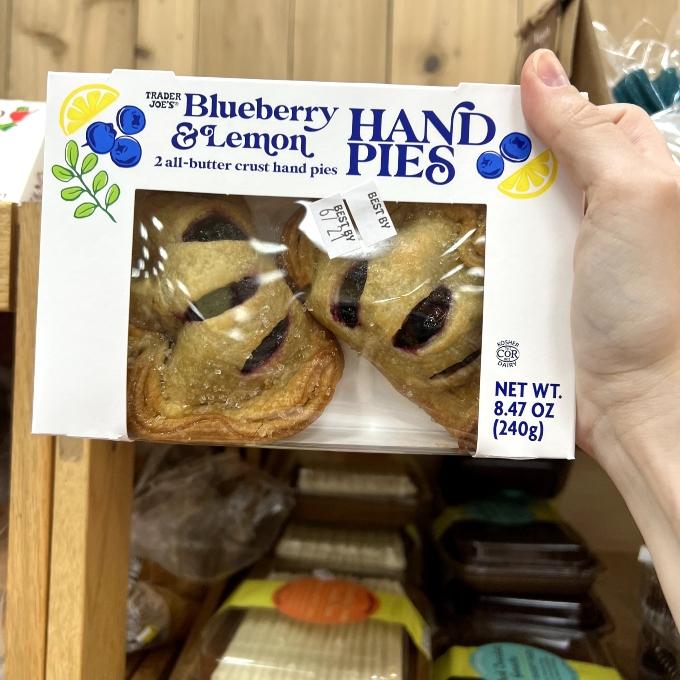 TRADER
JOE'S®
Blueberry
& Lemon
HAND
PIES
2 all-butter crust hand pies
BEST BY
6/21
BEST BY
KOSHER
COR
DAIRY
NET WT.
8.47 OZ
(240g)